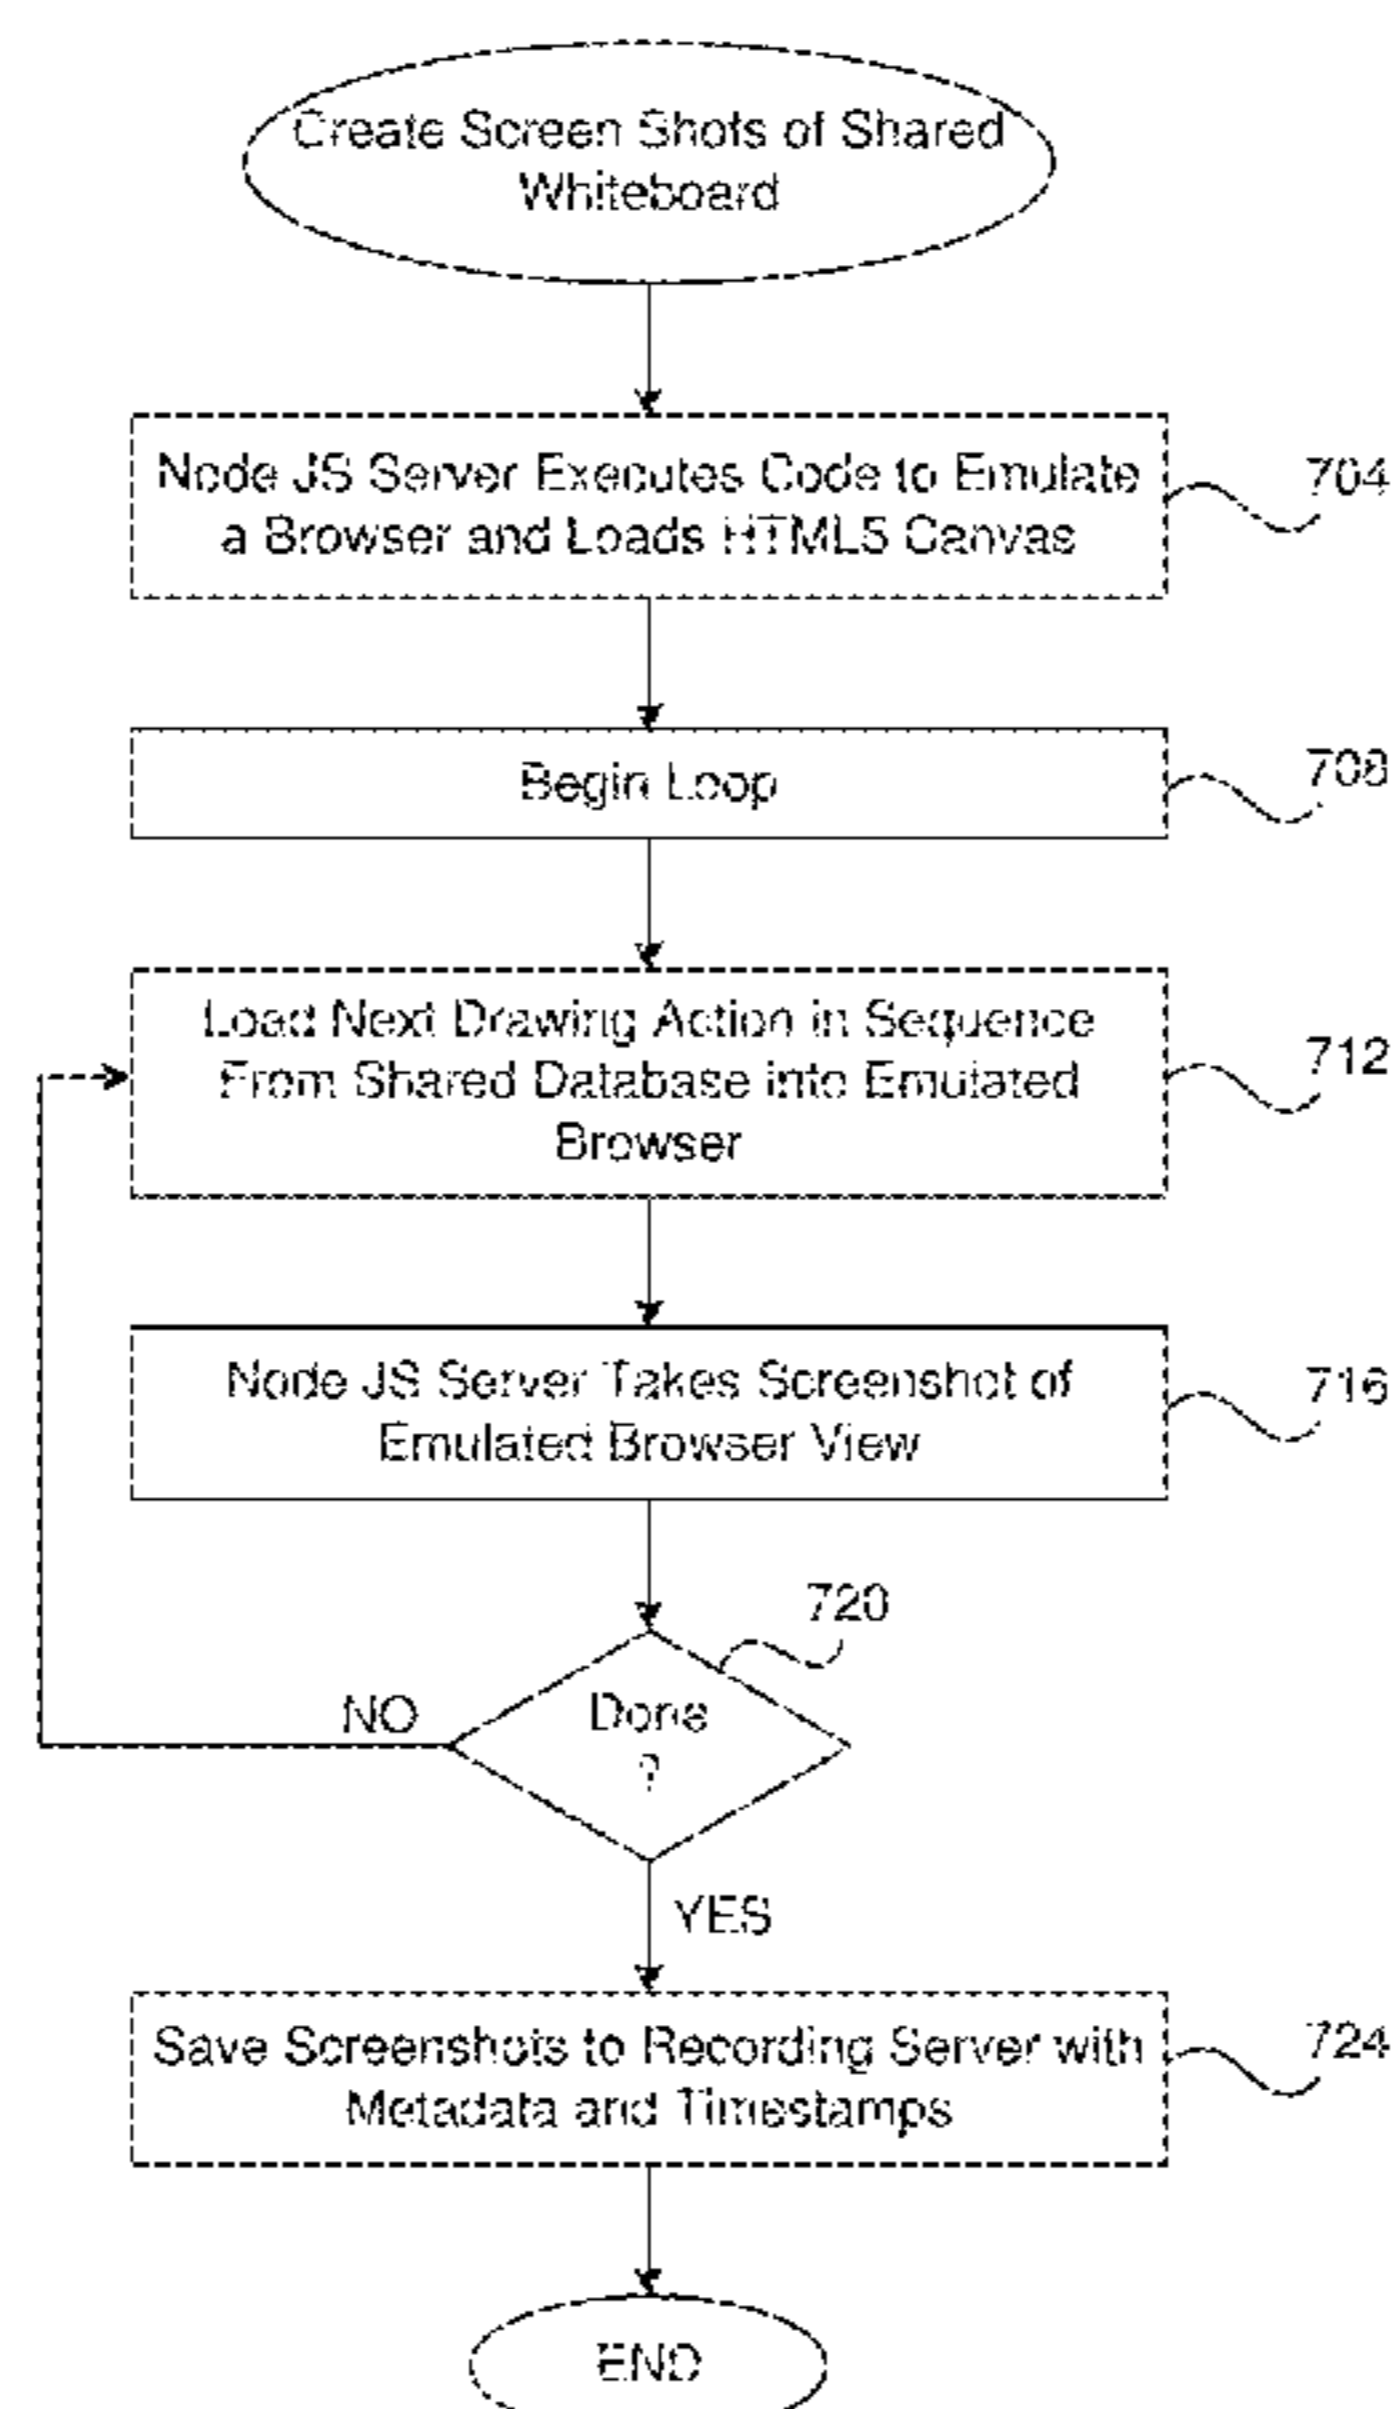 Create Screen Shots of Shared
Whiteboard
Node JS Server Executes Code to Emulate
a Browser and Loads HTML5 Canvas
704
Begin Loop
708
Load Next Drawing Action in Sequence
From Shared Database into Emulated
Browser
712
Node JS Server Takes Screenshot of
Emulated Browser View
716
720
Done
?
NO
YES
Save Screenshots to Recording Server with
Metadata and Timestamps
724
END